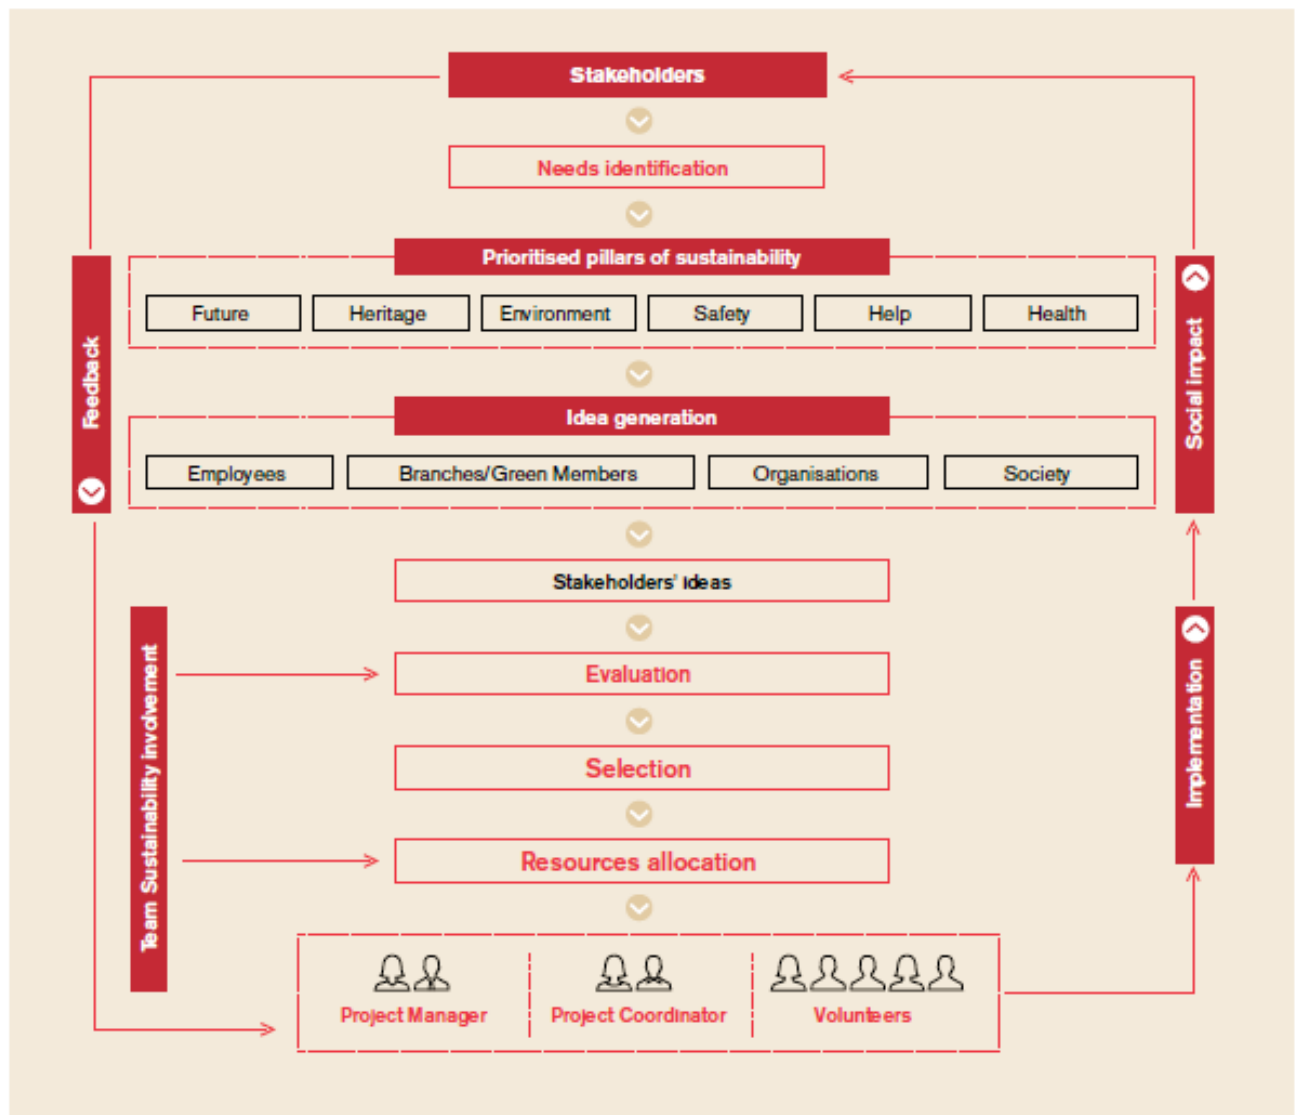 Stakeholders
Needs identification
Prioritised pillars of sustainability
Future
Heritage
Environment
Safety
Help
Health
Feedback
Social impact
Idea generation
Employees
Branches/Green Members
Organisations
Society
Stakeholders' ideas
Team Sustainability involvement
Evaluation
Implementation
Selection
Resources allocation
Project Manager
Project Coordinator
Volunteers